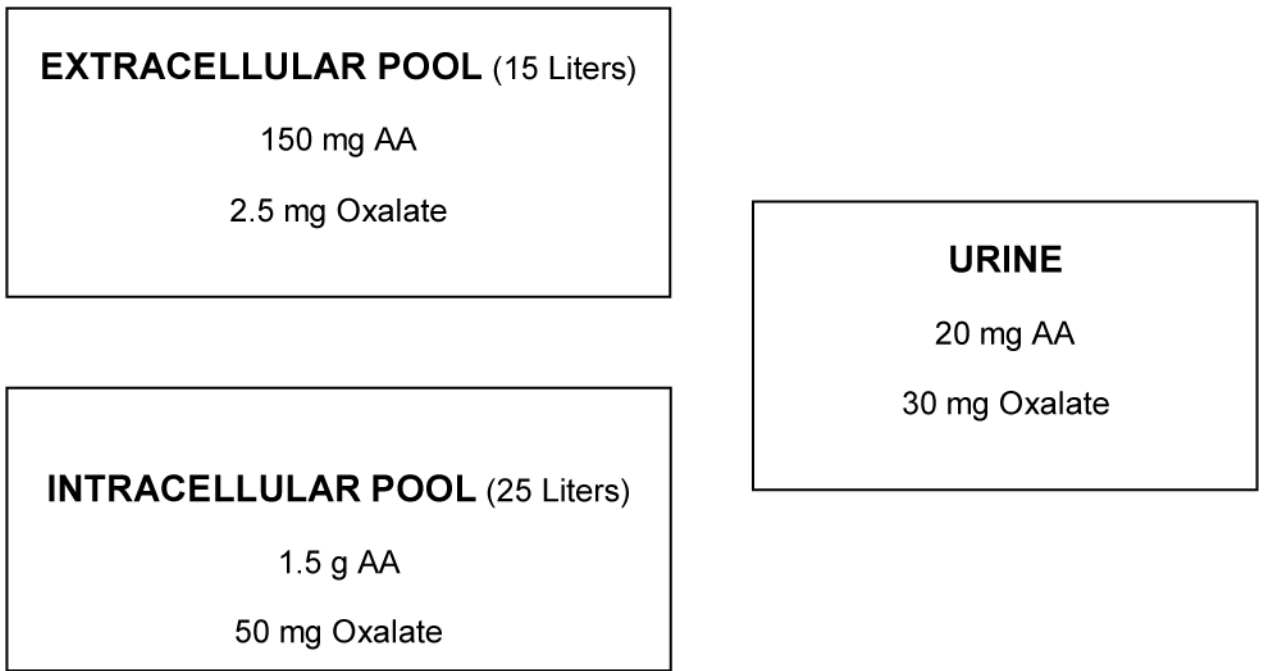 EXTRACELLULAR POOL (15 Liters)
150 mg AA
2.5 mg Oxalate
URINE
20 mg AA
30 mg Oxalate
INTRACELLULAR POOL (25 Liters)
1.5 g AA
50 mg Oxalate